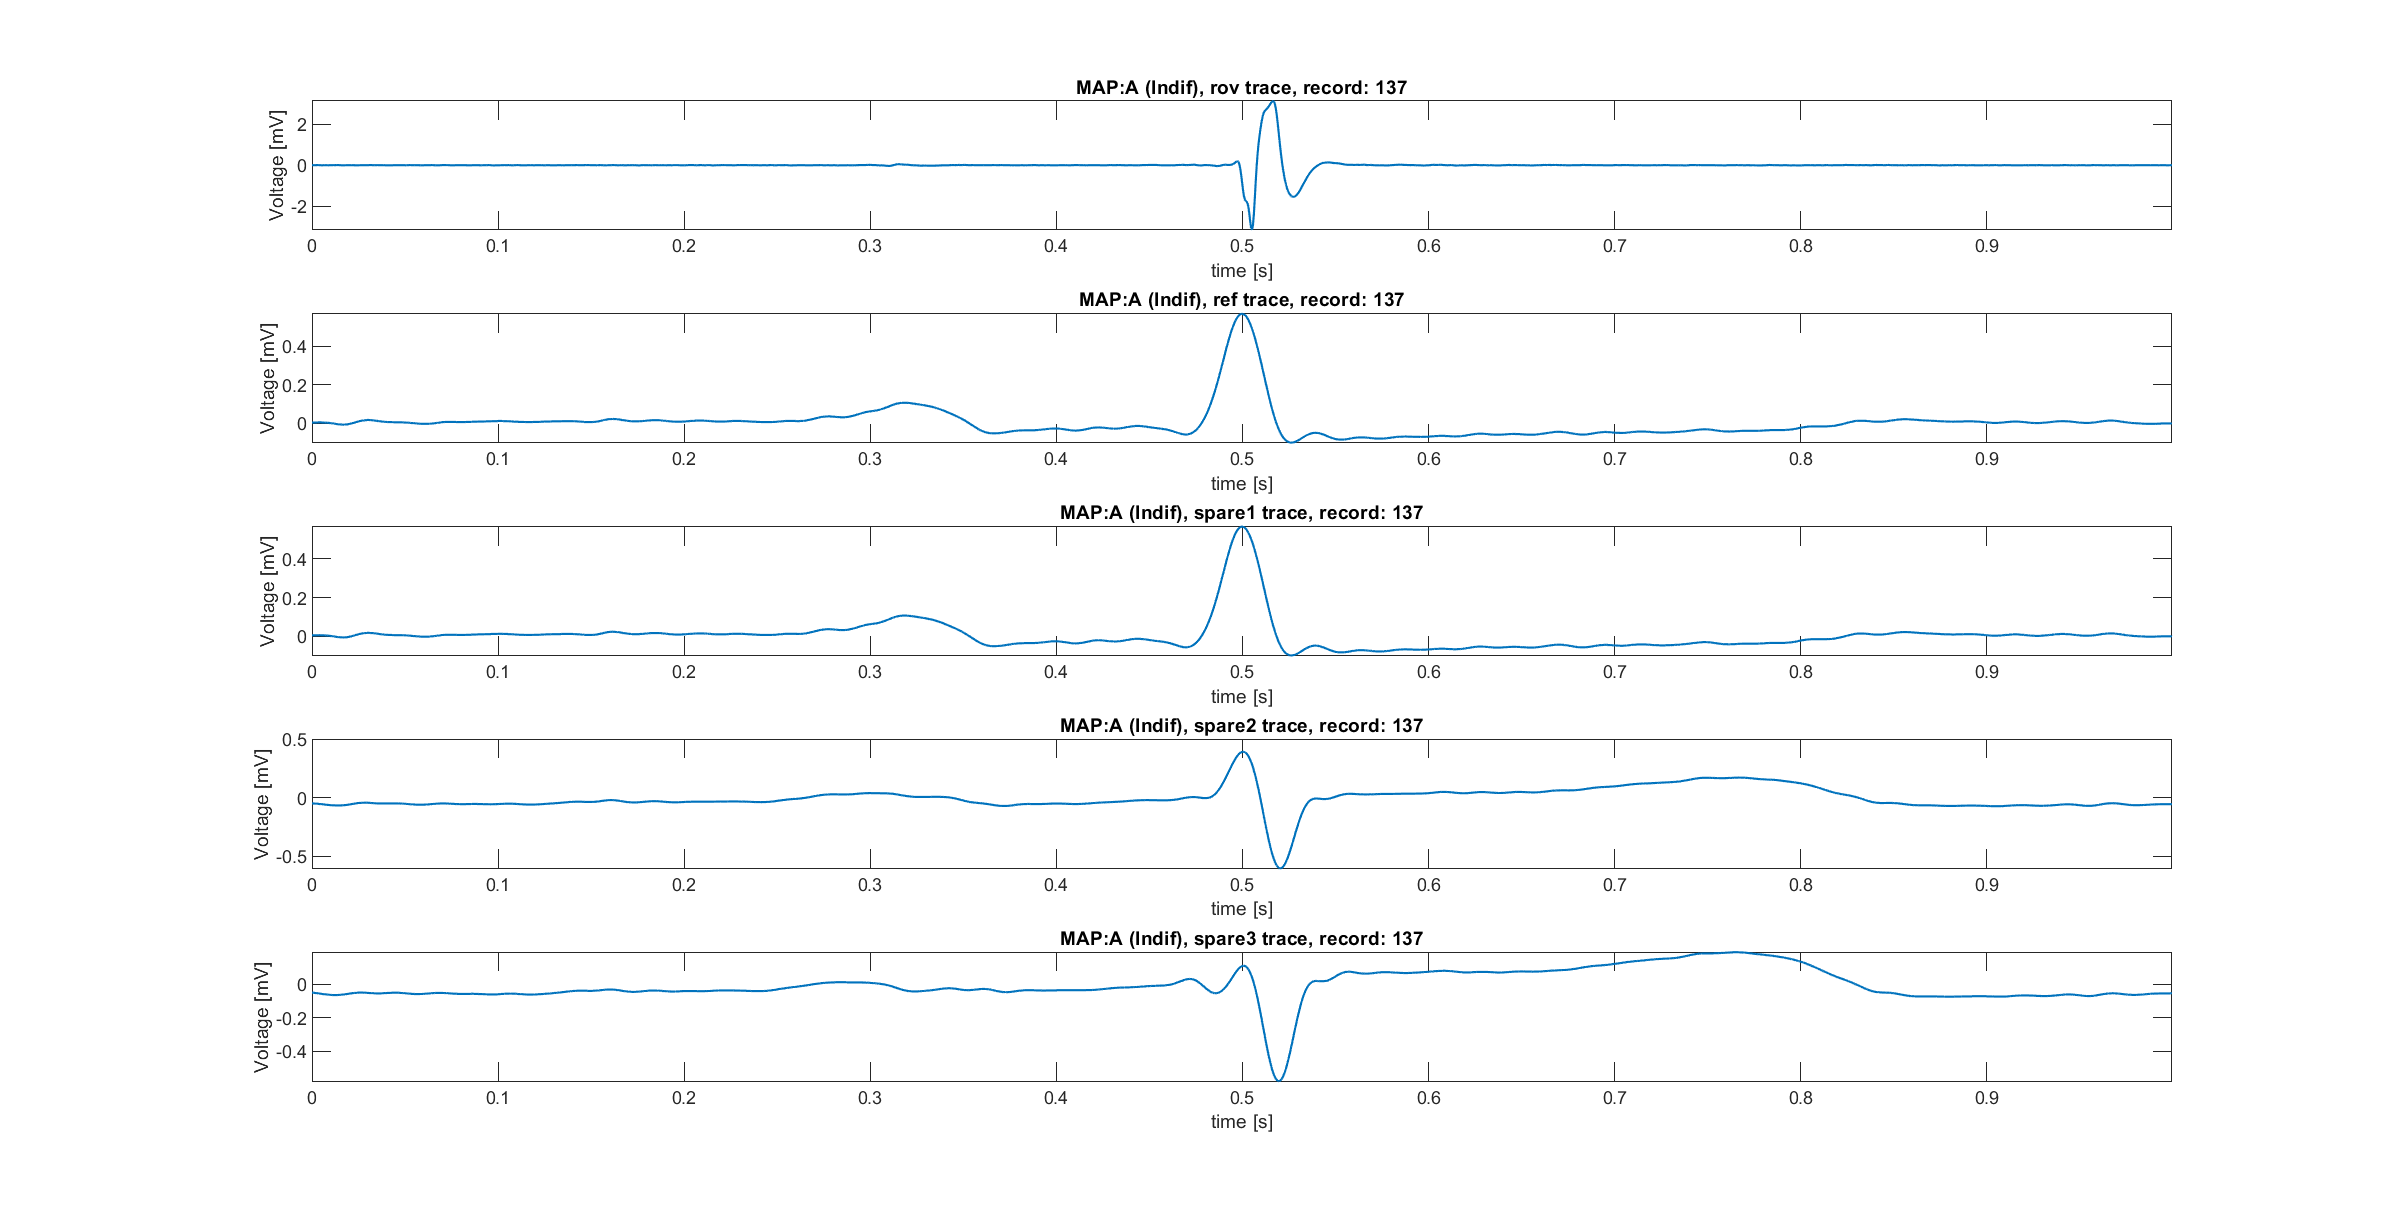 MAP:A (Indif), rov trace, record: 137
Voltage [mV]
2
0
-2
0 0.1 0.2 0.3 0.4 0.5 0.6 0.7 0.8 0.9
time [s]
MAP:A (Indif), ref trace, record: 137
Voltage [mV]
0.4
0.2
0
0 0.1 0.2 0.3 0.4 0.5 0.6 0.7 0.8 0.9
time [s]
MAP:A (Indif), spare1 trace, record: 137
Voltage [mV]
0.4
0.2
0
0 0.1 0.2 0.3 0.4 0.5 0.6 0.7 0.8 0.9
time [s]
MAP:A (Indif), spare2 trace, record: 137
Voltage [mV]
0.5
0
-0.5
0 0.1 0.2 0.3 0.4 0.5 0.6 0.7 0.8 0.9
time [s]
MAP:A (Indif), spare3 trace, record: 137
Voltage [mV]
0
-0.2
-0.4
0 0.1 0.2 0.3 0.4 0.5 0.6 0.7 0.8 0.9
time [s]